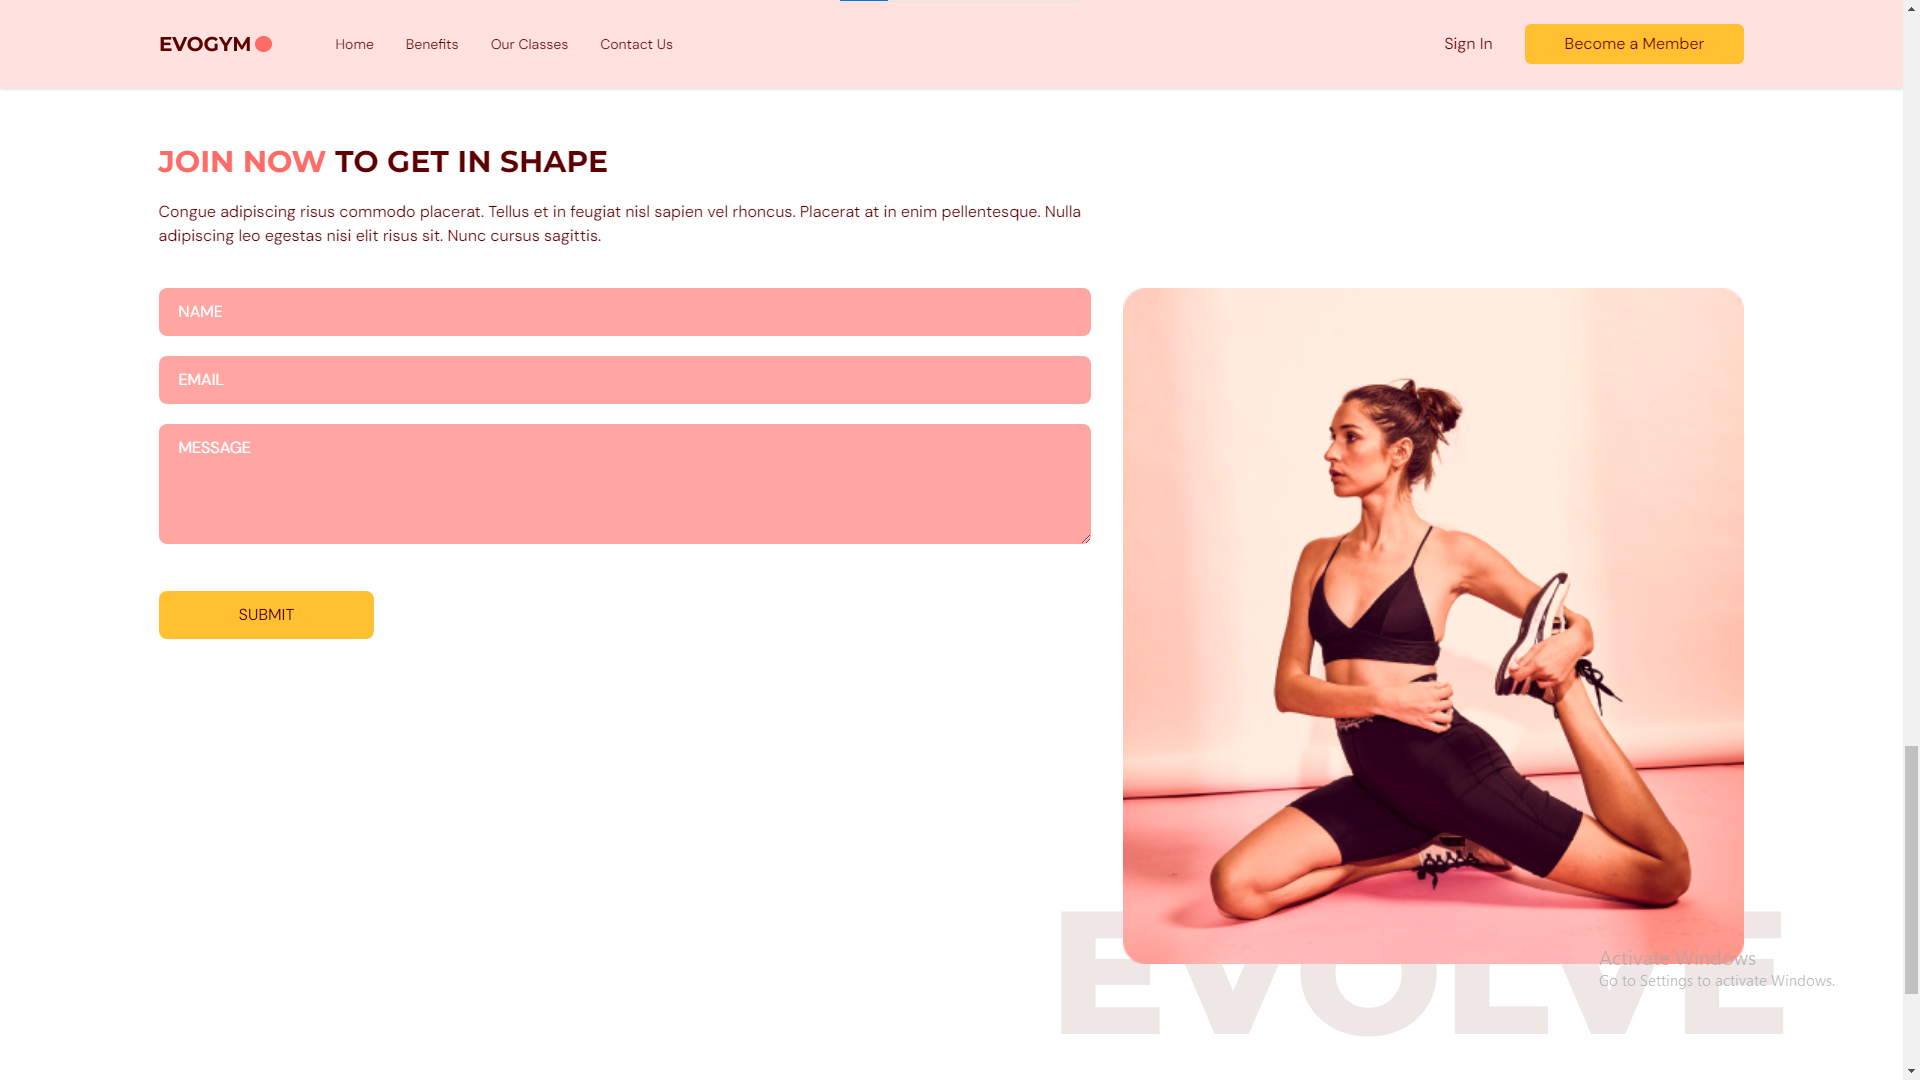 EVOGYM
Home
Benefits
Our Classes
Contact Us
Sign In
Become a Member
JOIN NOW TO GET IN SHAPE
Congue adipiscing risus commodo placerat. Tellus et in feugiat nisl sapien vel rhoncus. Placerat at in enim pellentesque. Nulla
adipiscing leo egestas nisi elit risus sit. Nunc cursus sagittis.
NAME
EMAIL
MESSAGE
SUBMIT
EVOLVE
Activate Windows
Go to Settings to activate Windows.